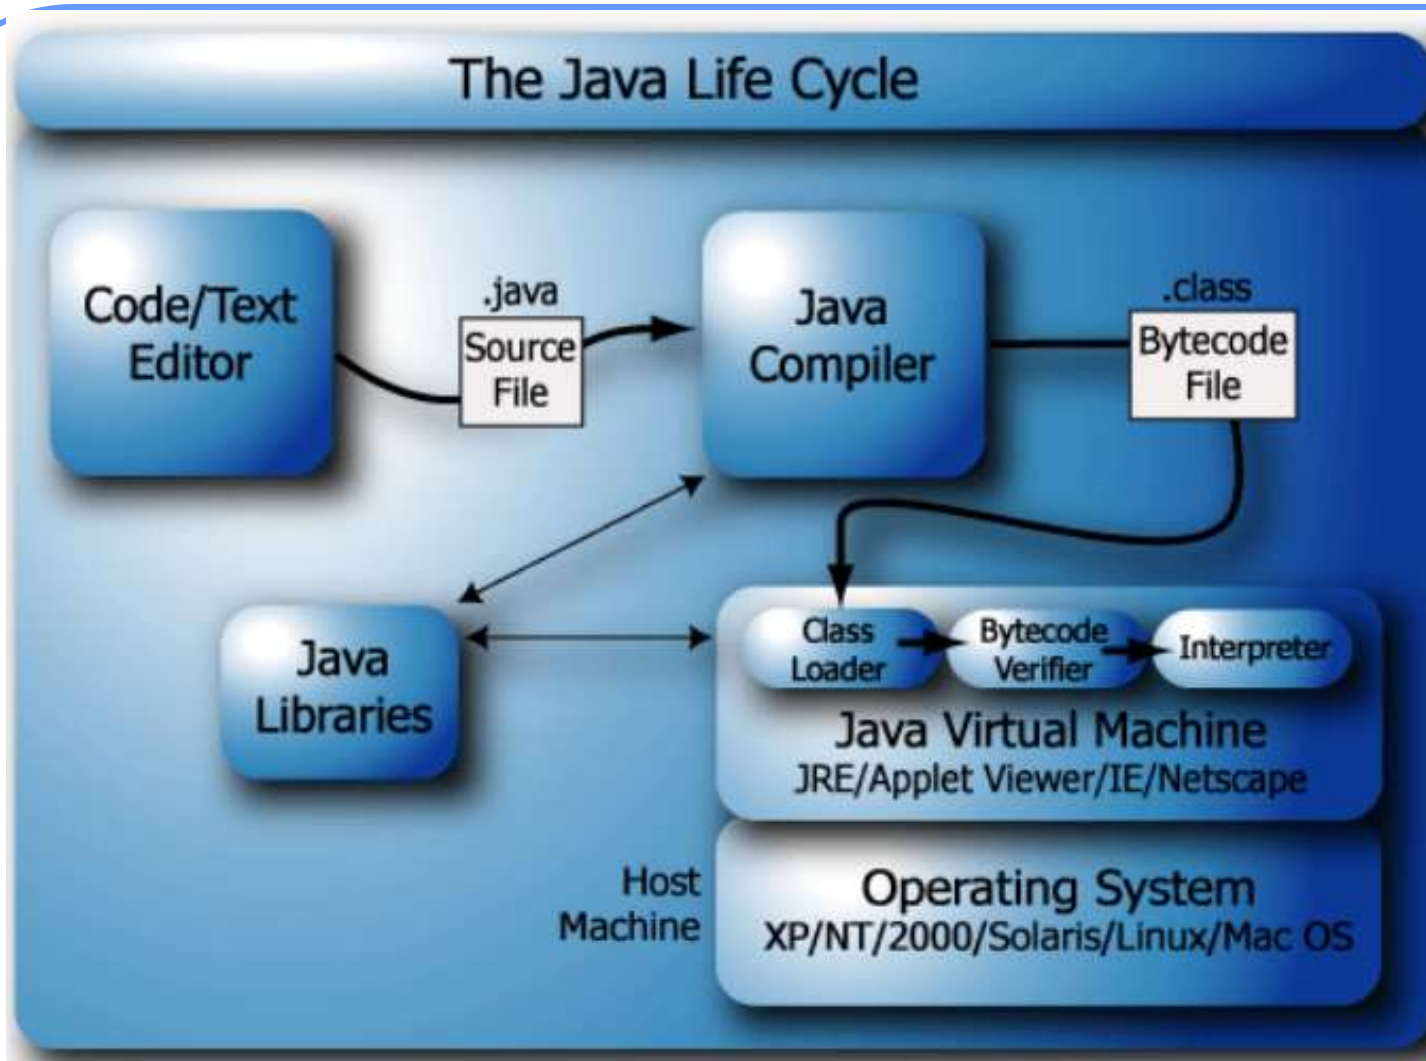 The Java Life Cycle
Code/Text
Editor
.java
Source
File
Java
Compiler
.class
Bytecode
File
Java
Libraries
Class
Loader
Bytecode
Verifier
Interpreter
Java Virtual Machine
JRE/Applet Viewer/IE/Netscape
Host
Machine
Operating System
XP/NT/2000/Solaris/Linux/Mac OS